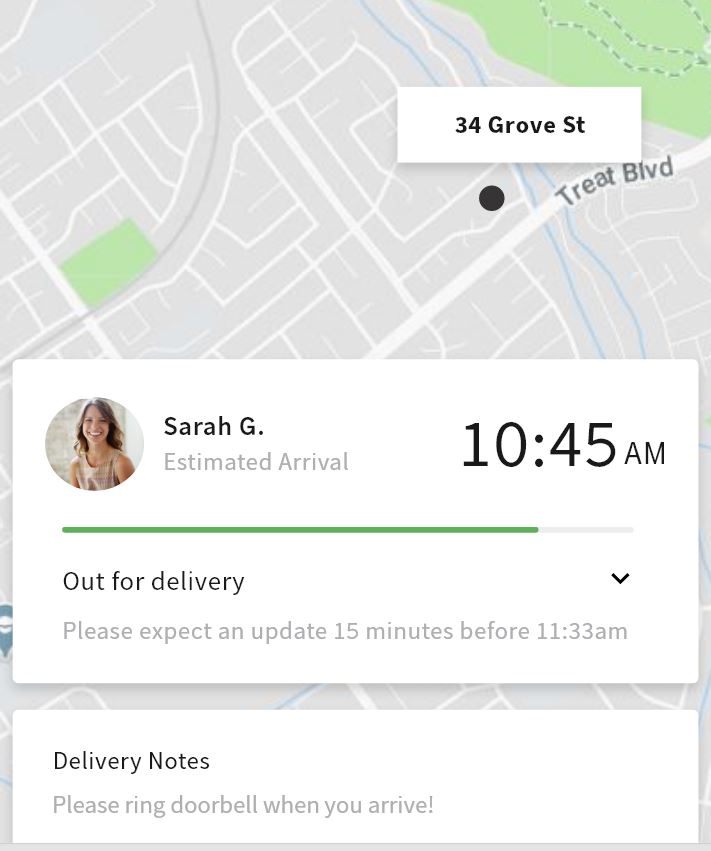 34 Grove St
Treat Blvd
Sarah G.
Estimated Arrival
10:45 AM
Out for delivery
Please expect an update 15 minutes before 11:33am
Delivery Notes
Please ring doorbell when you arrive!